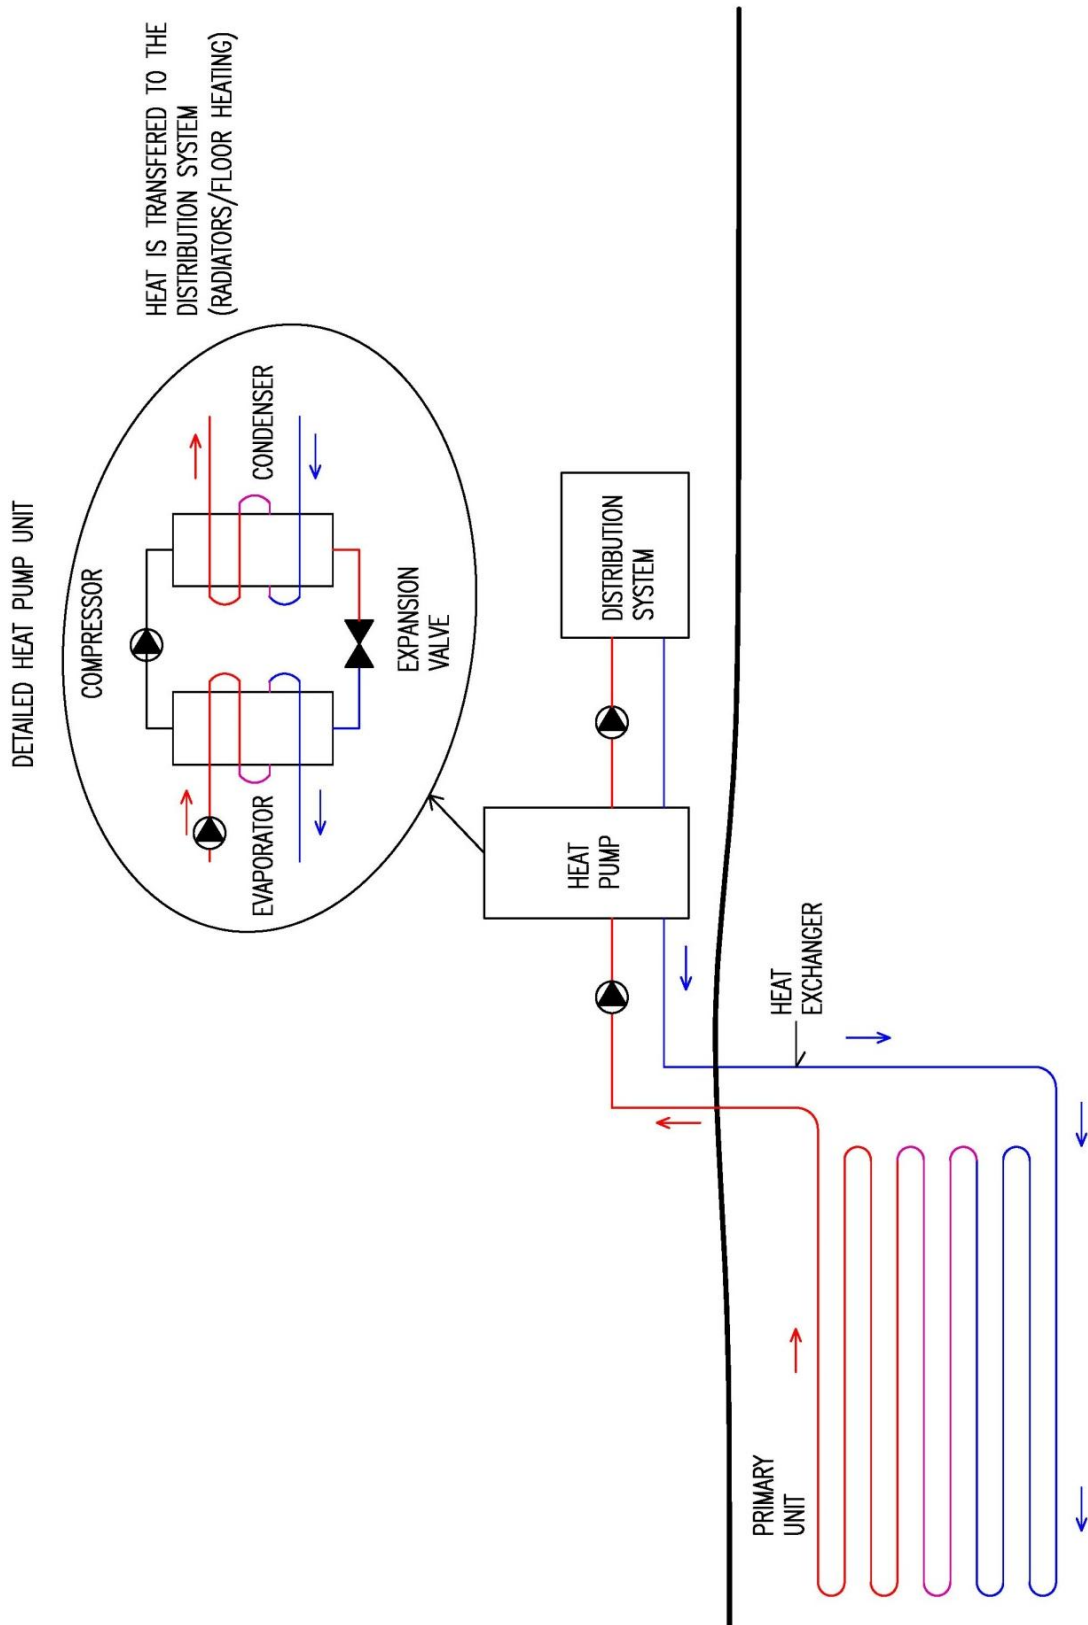 DETAILED HEAT PUMP UNIT
HEAT IS TRANSFERED TO THE
DISTRIBUTION SYSTEM
(RADIATORS/FLOOR HEATING)
COMPRESSOR
EVAPORATOR
CONDENSER
EXPANSION
VALVE
HEAT
PUMP
DISTRIBUTION
SYSTEM
PRIMARY
UNIT
HEAT
EXCHANGER